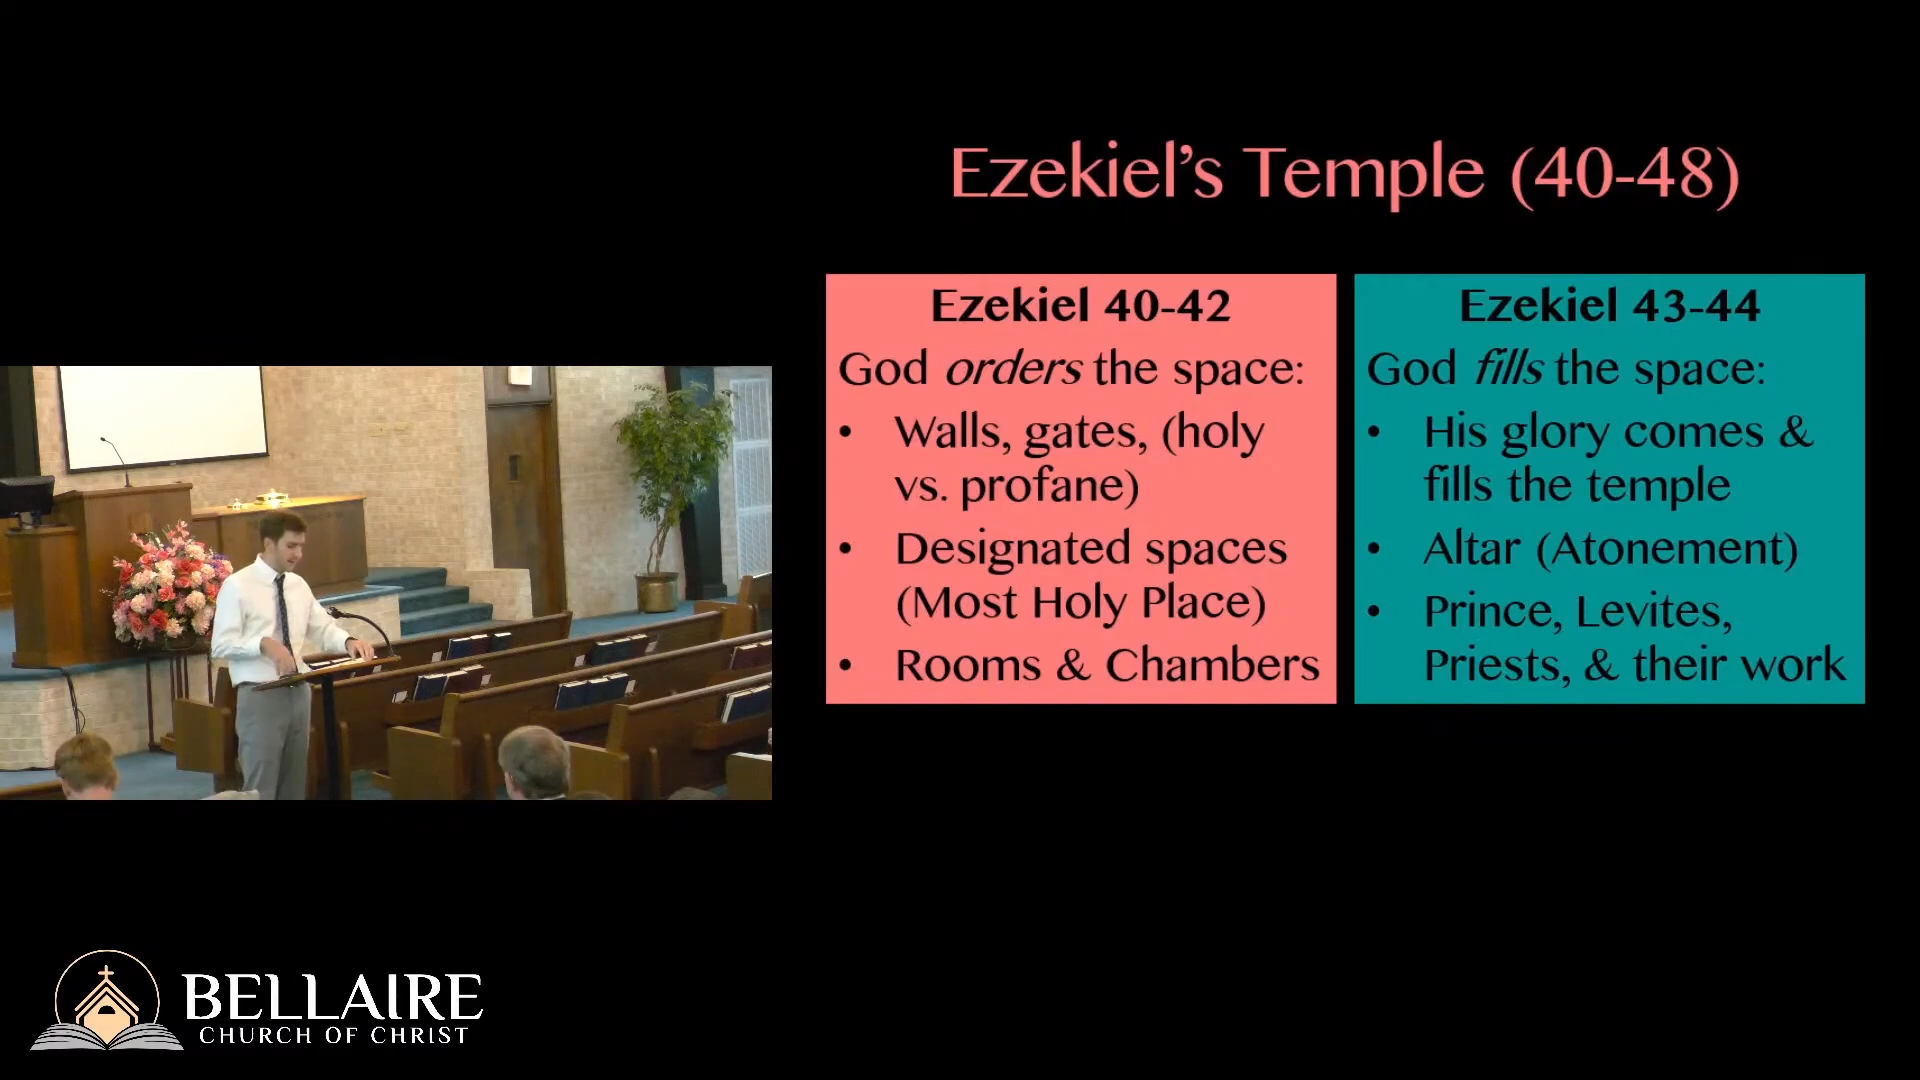 Ezekiel's Temple (40-48)
Ezekiel 40-42
God orders the space:
• Walls, gates, (holy
vs. profane)
• Designated spaces
(Most Holy Place)
• Rooms & Chambers
Ezekiel 43-44
God fills the space:
• His glory comes &
fills the temple
• Altar (Atonement)
• Prince, Levites,
Priests, & their work
BELLAIRE
CHURCH OF CHRIST